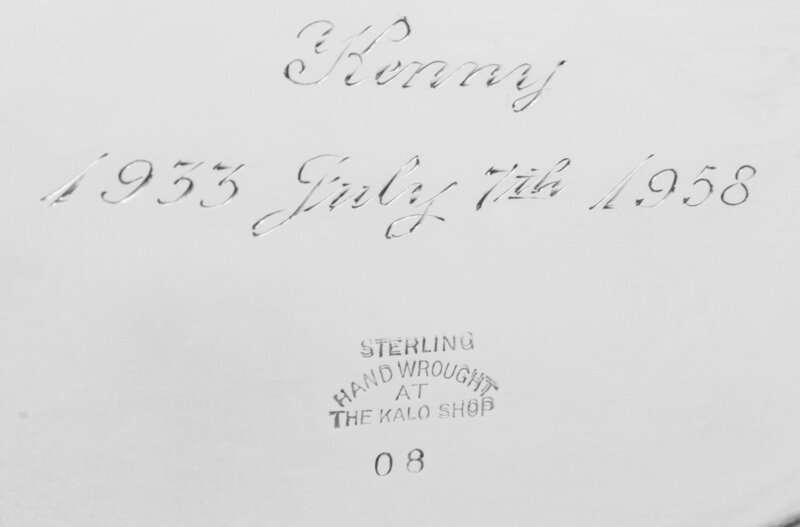 Kenny
1933 July 7th 1958
STERLING
HAND WROUGHT
AT
THE KALO SHOP
08